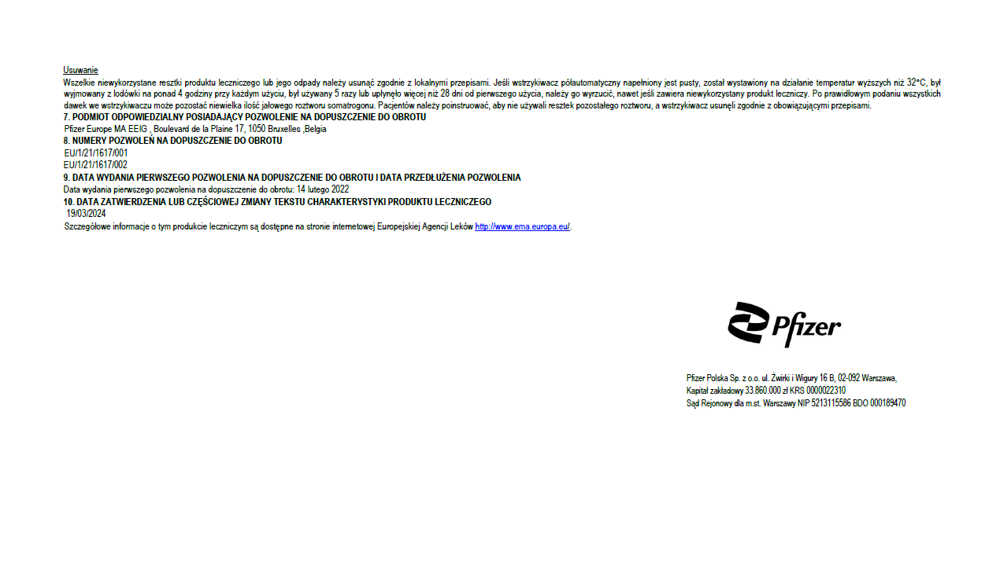 Usuwanie
Wszelkie niewykorzystane resztki produktu leczniczego lub jego odpady należy usunąć zgodnie z lokalnymi przepisami. Jeśli wstrzykiwacz półautomatyczny napełniony jest pusty, został wystawiony na działanie temperatur wyższych niż 32°C, był
wyjmowany z lodówki na ponad 4 godziny przy każdym użyciu, był używany 5 razy lub upłynęło więcej niż 28 dni od pierwszego użycia, należy go wyrzucić, nawet jeśli zawiera niewykorzystany produkt leczniczy. Po prawidłowym podaniu wszystkich
dawek we wstrzykiwaczu może pozostać niewielka ilość jałowego roztworu somatrogonu. Pacjentów należy poinstruować, aby nie używali resztek pozostałego roztworu, a wstrzykiwacz usunęli zgodnie z obowiązującymi przepisami.
7. PODMIOT ODPOWIEDZIALNY POSIADAJĄCY POZWOLENIE NA DOPUSZCZENIE DO OBROTU
Pfizer Europe MA EEIG , Boulevard de la Plaine 17, 1050 Bruxelles ,Belgia
8. NUMERY POZWOLEŃ NA DOPUSZCZENIE DO OBROTU
EU/1/21/1617/001
EU/1/21/1617/002
9. DATA WYDANIA PIERWSZEGO POZWOLENIA NA DOPUSZCZENIE DO OBROTU I DATA PRZEDŁUŻENIA POZWOLENIA
Data wydania pierwszego pozwolenia na dopuszczenie do obrotu: 14 lutego 2022
10. DATA ZATWIERDZENIA LUB CZĘŚCIOWEJ ZMIANY TEKSTU CHARAKTERYSTYKI PRODUKTU LECZNICZEGO
19/03/2024
Szczegółowe informacje o tym produkcie leczniczym są dostępne na stronie internetowej Europejskiej Agencji Leków http://www.ema.europa.eu/.
Pfizer
Pfizer Polska Sp. z o.o. ul. Żwirki i Wigury 16 B, 02-092 Warszawa,
Kapitał zakładowy 33.860.000 zł KRS 0000022310
Sąd Rejonowy dla m.st. Warszawy NIP 5213115586 BDO 000189470